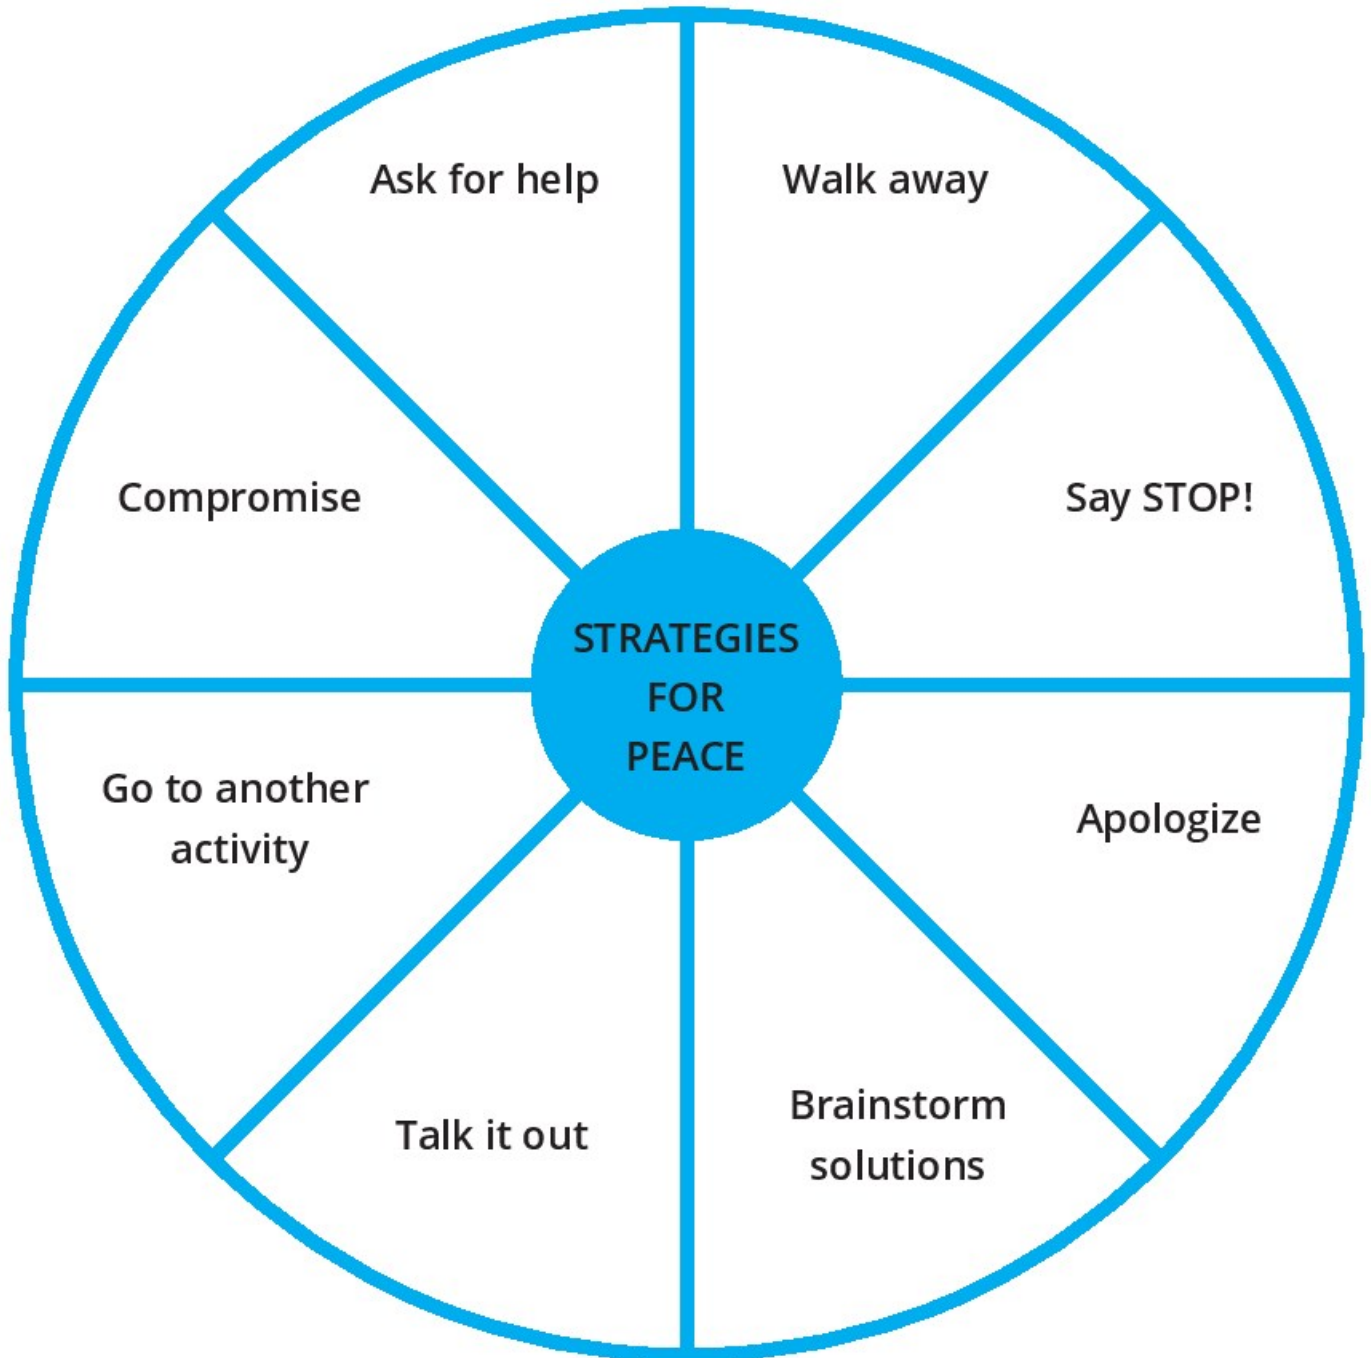 Ask for help
Walk away
Compromise
Say STOP!
STRATEGIES
FOR
PEACE
Go to another
activity
Apologize
Talk it out
Brainstorm
solutions